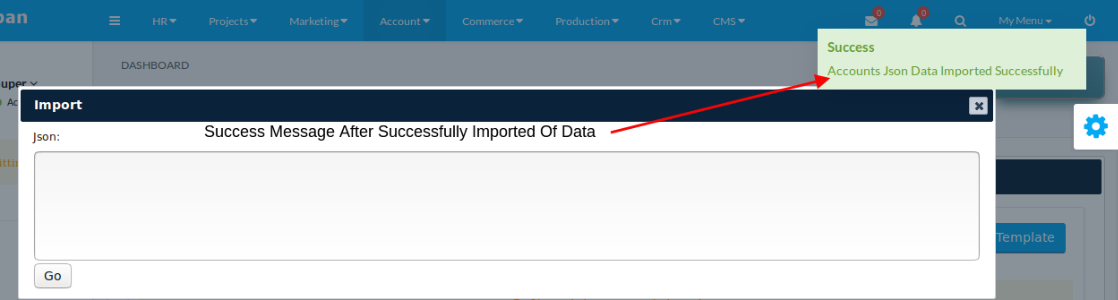 pan
HR Projects Marketing Account Commerce Production Crm CMS 0 0 My Menu
Success
Accounts Json Data Imported Successfully
DASHBOARD
uper
Ac
Import
Success Message After Successfully Imported Of Data
Json:
Template
Go